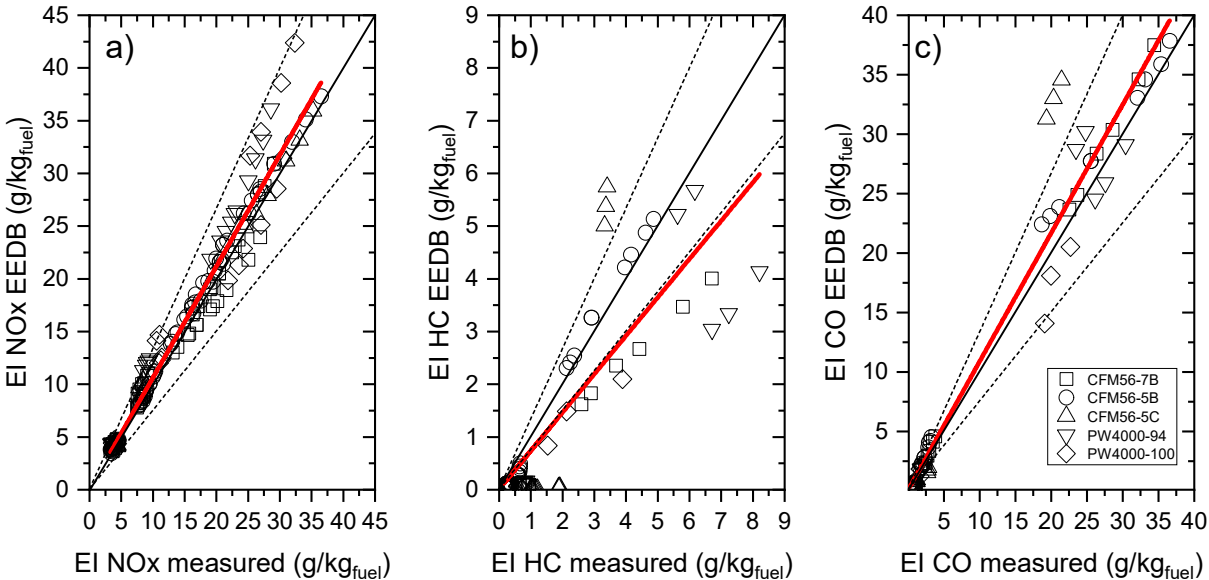 a)
EI NOx EEDB (g/kgfuel)
45
40
35
30
25
20
15
10
5
0
0 5 10 15 20 25 30 35 40 45
EI NOx measured (g/kgfuel)
b)
EI HC EEDB (g/kgfuel)
9
8
7
6
5
4
3
2
1
0
0 1 2 3 4 5 6 7 8 9
EI HC measured (g/kgfuel)
c)
EI CO EEDB (g/kgfuel)
40
35
30
25
20
15
10
5
5 10 15 20 25 30 35 40
EI CO measured (g/kgfuel)
CFM56-7B
CFM56-5B
CFM56-5C
PW4000-94
PW4000-100